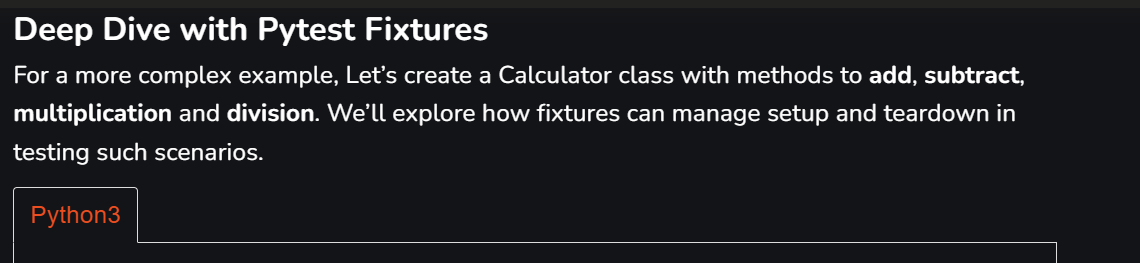 Deep Dive with Pytest Fixtures
For a more complex example, Let’s create a Calculator class with methods to add, subtract,
multiplication and division. We’ll explore how fixtures can manage setup and teardown in
testing such scenarios.
Python3